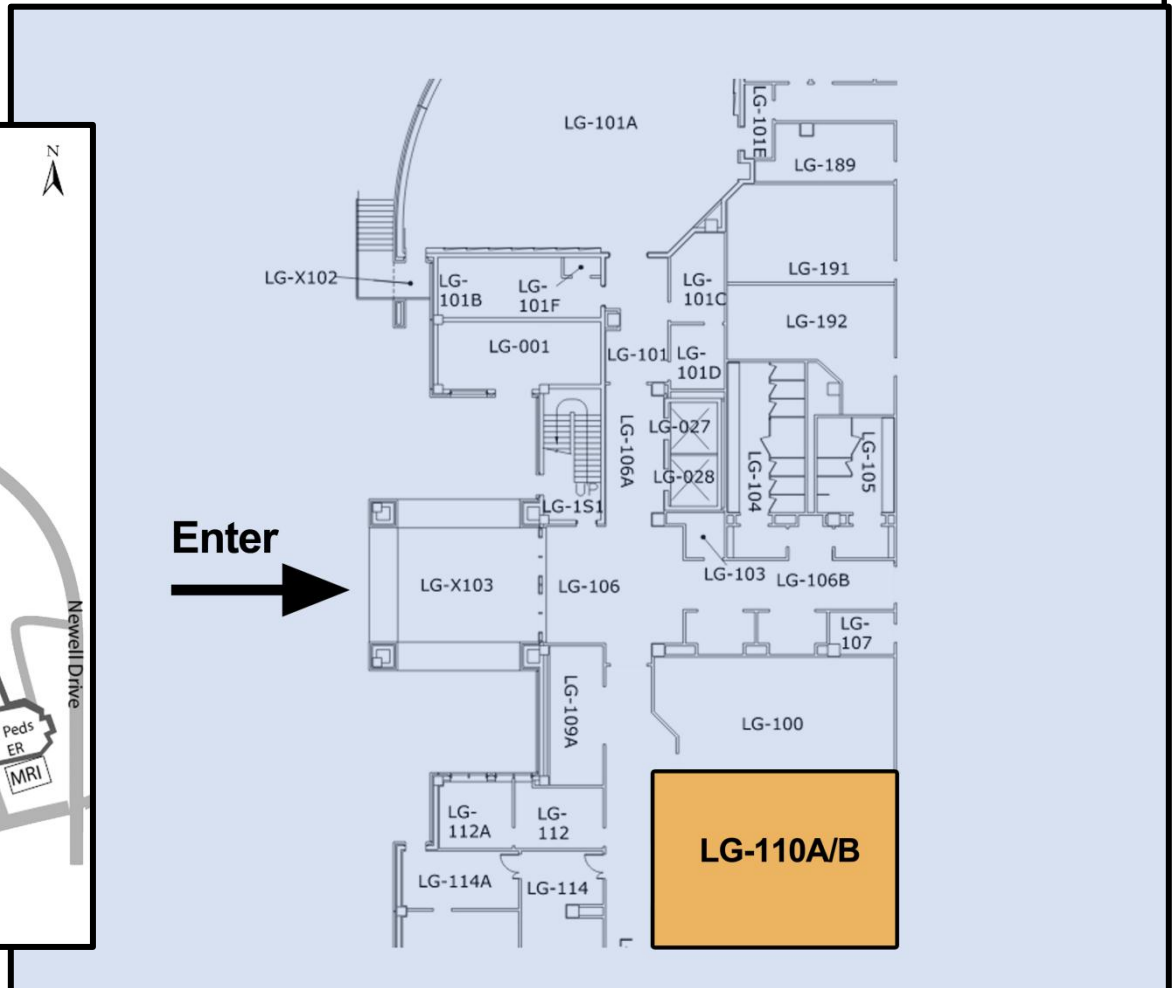 N
Newell Drive
Peds
ER
MRI
LG-101A
LG-101E
LG-189
LG-X102
LG-
101B
LG-
101F
LG-
101C
LG-191
LG-192
LG-001
LG-101
LG-
101D
LG-106A
LG-027
LG-028
LG-104
LG-105
UP
LG-1S1
Enter
LG-X103
LG-106
LG-103
LG-106B
LG-
107
LG-109A
LG-100
LG-
112A
LG-
112
LG-110A/B
LG-114A
LG-114